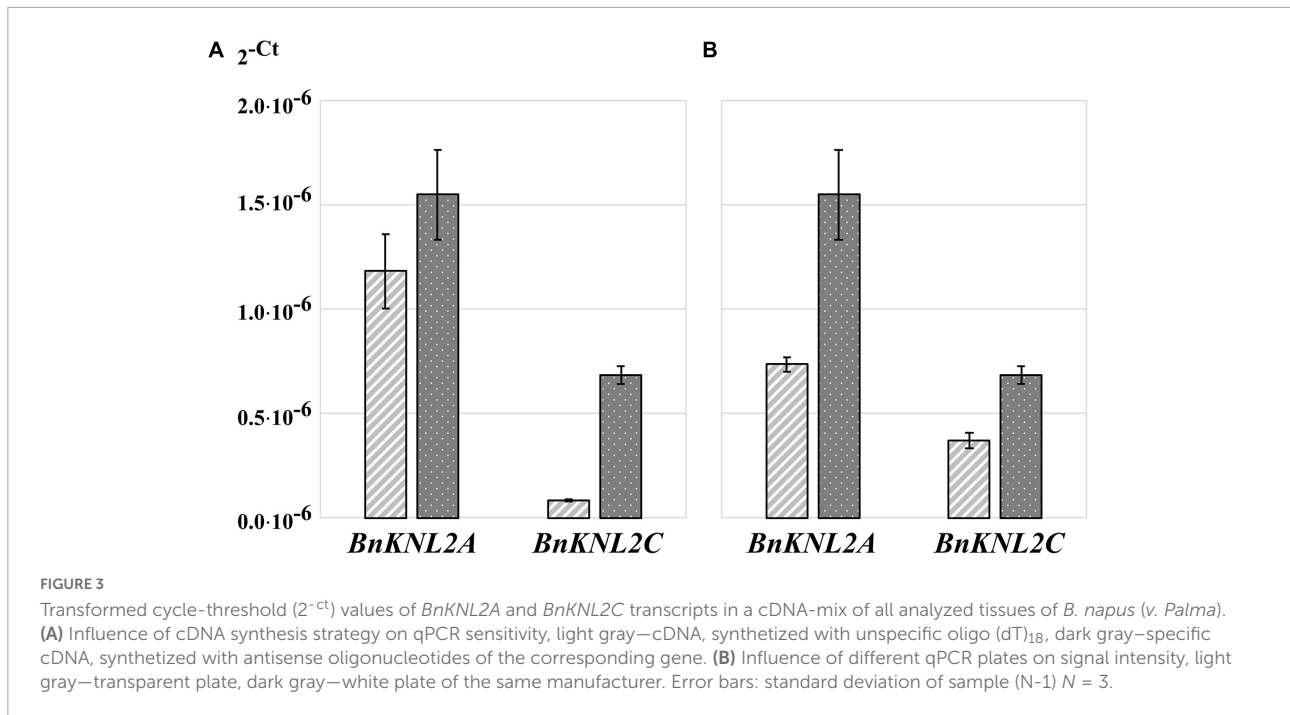 A 2-Ct B
2.0·10-6
1.5·10-6
1.0·10-6
0.5·10-6
0.0·10-6
BnKNL2A BnKNL2C BnKNL2A BnKNL2C
FIGURE 3
Transformed cycle-threshold (2-ct) values of BnKNL2A and BnKNL2C transcripts in a cDNA-mix of all analyzed tissues of B. napus (v. Palma).
(A) Influence of cDNA synthesis strategy on qPCR sensitivity, light gray—cDNA, synthetized with unspecific oligo (dT)18, dark gray–specific
cDNA, synthetized with antisense oligonucleotides of the corresponding gene. (B) Influence of different qPCR plates on signal intensity, light
gray—transparent plate, dark gray—white plate of the same manufacturer. Error bars: standard deviation of sample (N-1) N = 3.